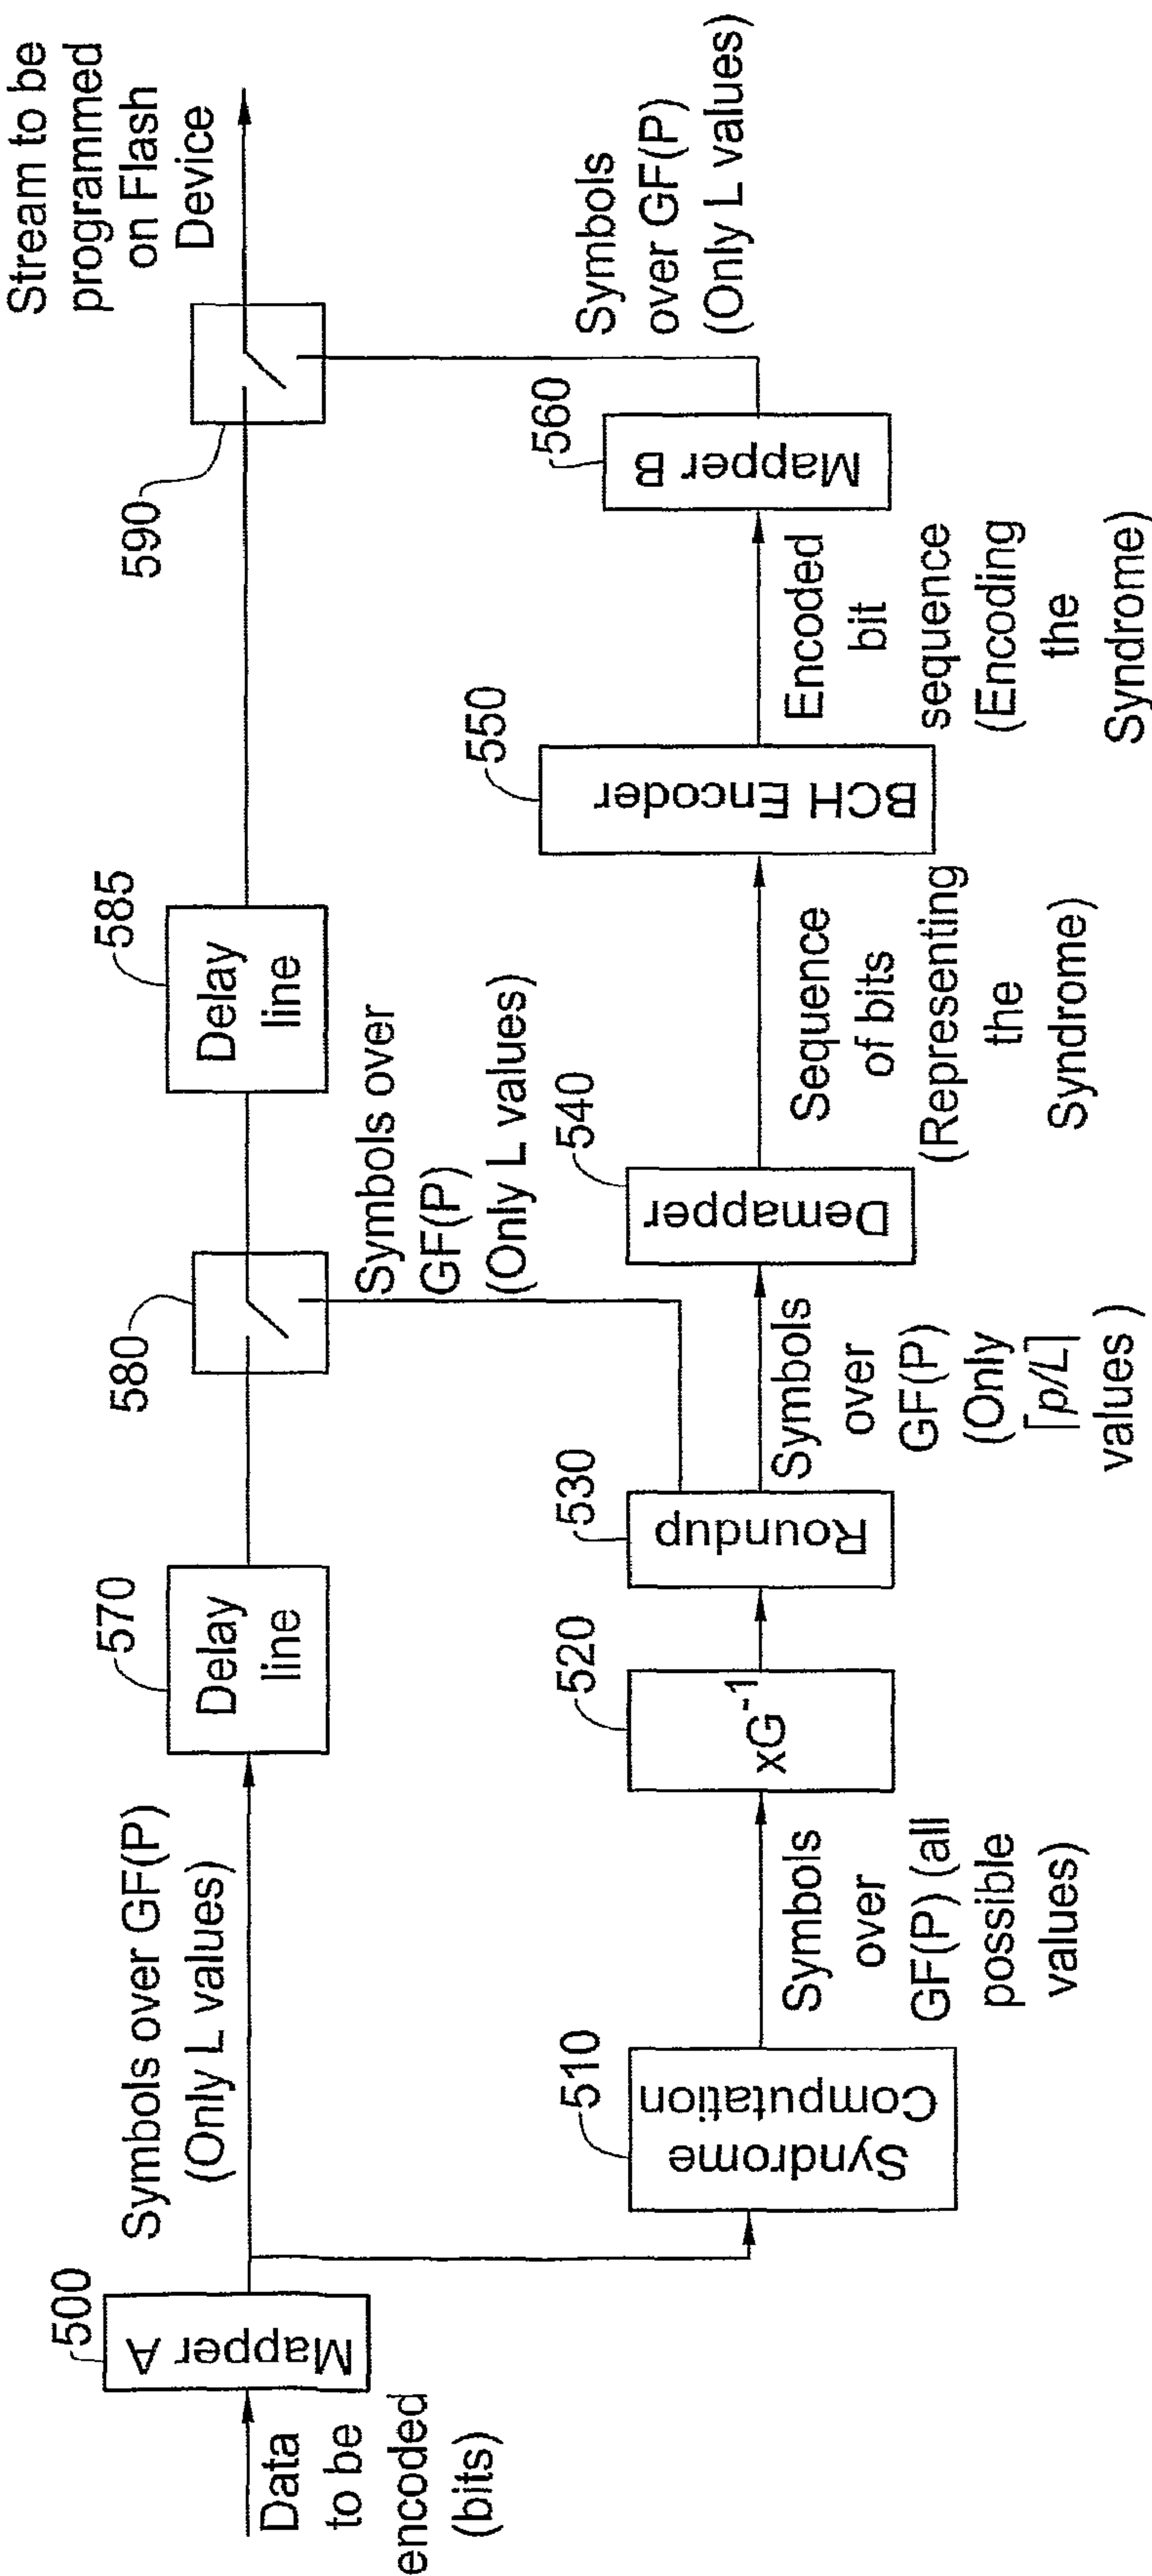 Data
to be
encoded
(bits)
500
Mapper A
Symbols over GF(P)
(Only L values)
570
Delay
line
580
Symbols over
GF(P)
(Only L values)
585
Delay
line
590
Stream to be
programmed
on Flash
Device
510
Syndrome
Computation
Symbols
over
GF(P) (all
possible
values)
520
xG⁻¹
530
Roundup
Symbols
over
GF(P)
(Only
⌈p/L⌉
values )
540
Demapper
Sequence
of bits
(Representing
the
Syndrome)
550
BCH Encoder
Encoded
bit
sequence
(Encoding
the
Syndrome)
560
Mapper B
Symbols
over GF(P)
(Only L values)